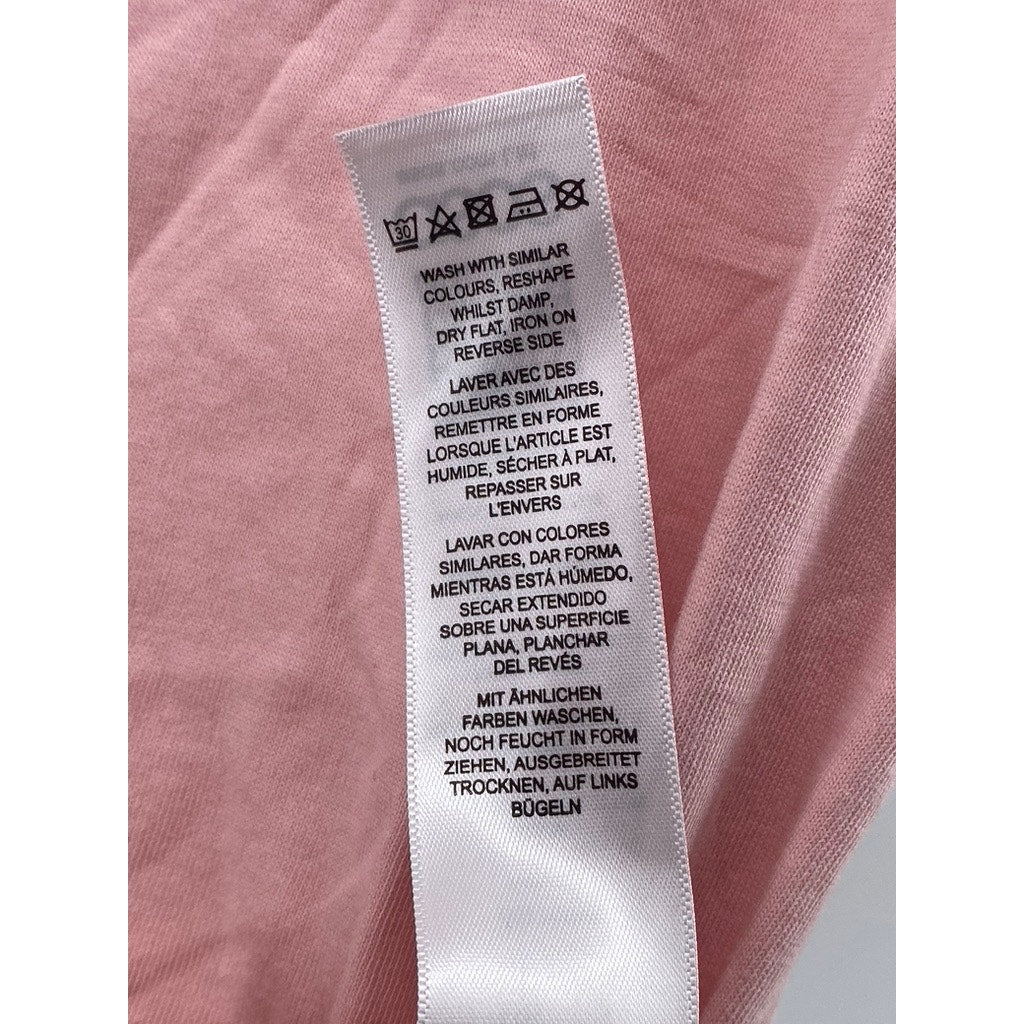 30
WASH WITH SIMILAR
COLOURS, RESHAPE
WHILST DAMP,
DRY FLAT, IRON ON
REVERSE SIDE
LAVER AVEC DES
COULEURS SIMILAIRES,
REMETTRE EN FORME
LORSQUE L'ARTICLE EST
HUMIDE, SÉCHER À PLAT,
REPASSER SUR
L'ENVERS
LAVAR CON COLORES
SIMILARES, DAR FORMA
MIENTRAS ESTÁ HÚMEDO,
SECAR EXTENDIDO
SOBRE UNA SUPERFICIE
PLANA, PLANCHAR
DEL REVÉS
MIT ÄHNLICHEN
FARBEN WASCHEN,
NOCH FEUCHT IN FORM
ZIEHEN, AUSGEBREITET
TROCKNEN, AUF LINKS
BÜGELN